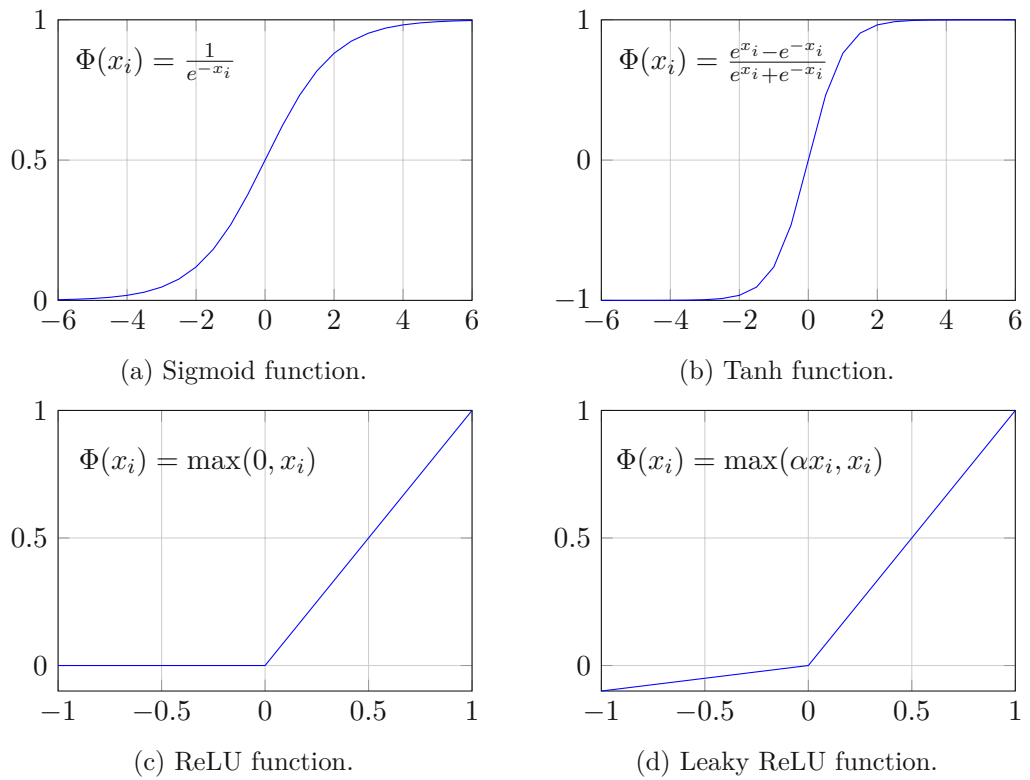 1
0.5
0
−6 −4 −2 0 2 4 6
Φ(x_i) = 1/e^{−x_i}
(a) Sigmoid function.
1
0
−1
−6 −4 −2 0 2 4 6
Φ(x_i) = (e^{x_i}−e^{−x_i})/(e^{x_i}+e^{−x_i})
(b) Tanh function.
1
0.5
0
−1 −0.5 0 0.5 1
Φ(x_i) = max(0, x_i)
(c) ReLU function.
1
0.5
0
−1 −0.5 0 0.5 1
Φ(x_i) = max(αx_i, x_i)
(d) Leaky ReLU function.